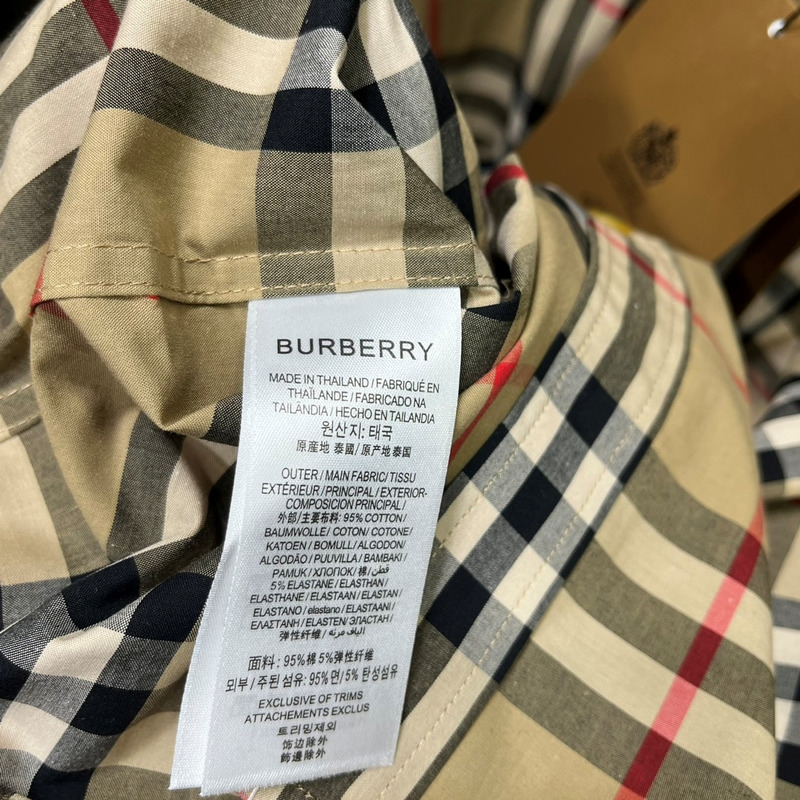 BURBERRY
MADE IN THAILAND / FABRIQUÉ EN
THAÏLANDE / FABRICADO NA
TAILÂNDIA / HECHO EN TAILANDIA
원산지: 태국
原産地 泰國 / 原产地 泰国
OUTER / MAIN FABRIC / TISSU
EXTÉRIEUR / PRINCIPAL / EXTERIOR-
COMPOSICION PRINCIPAL /
外部 / 主要布料: 95% COTTON /
BAUMWOLLE / COTON / COTONE /
KATOEN / BOMULL / ALGODON /
ALGODÃO / PUUVILLA / BAMBAKI /
PAMUK / ХЛОПОК / 棉 / قطن /
5% ELASTANE / ELASTHAN /
ELASTHANNE / ELASTAAN / ELASTAN /
ELASTANO / elastano / ELASTAANI /
ΕΛΑΣΤΑΝΗ / ELASTEN / ЭЛАСТАН /
弹性纤维 / الياف مرنه /
面料: 95%棉 5%弹性纤维
외부 / 주된 섬유: 95% 면 / 5% 탄성섬유
EXCLUSIVE OF TRIMS
ATTACHEMENTS EXCLUS
트리밍제외
饰边除外
飾邊除外